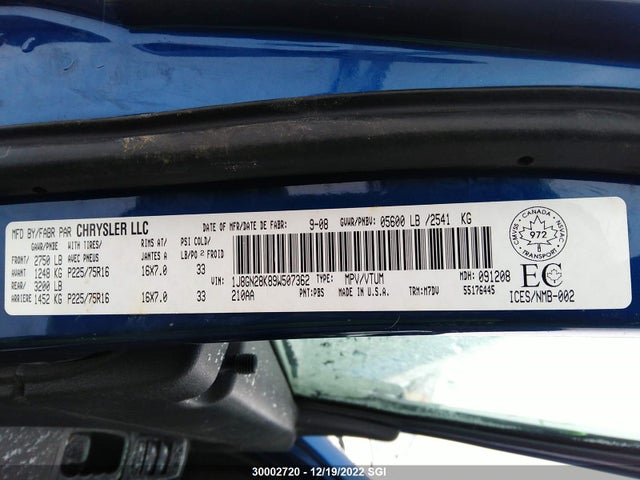 MFD BY/FABR PAR CHRYSLER LLC DATE OF MFR/DATE DE FABR: 9-08 GVWR/PNBV: 05600 LB /2541 KG
GAWR/PNBE WITH TIRES/ RIMS AT/ PSI COLD
FRONT/ 2750 LB AVEC PNEUS JANTES A LB/PO² FROID
AVANT 1248 KG P225/75R16 16X7.0 33
REAR/ 3200 LB
ARRIERE 1452 KG P225/75R16 16X7.0 33
VIN: 1J8GN28K89W507362 TYPE: MPV/VTUM MDH: 091208
210AA PNT:PBS MADE IN U.S.A. TRM:M7DV 55176445
CANADA
CMVSS 972 NSVAC
TRANSPORT
EC
ICES/NMB-002
30002720 - 12/19/2022 SGI